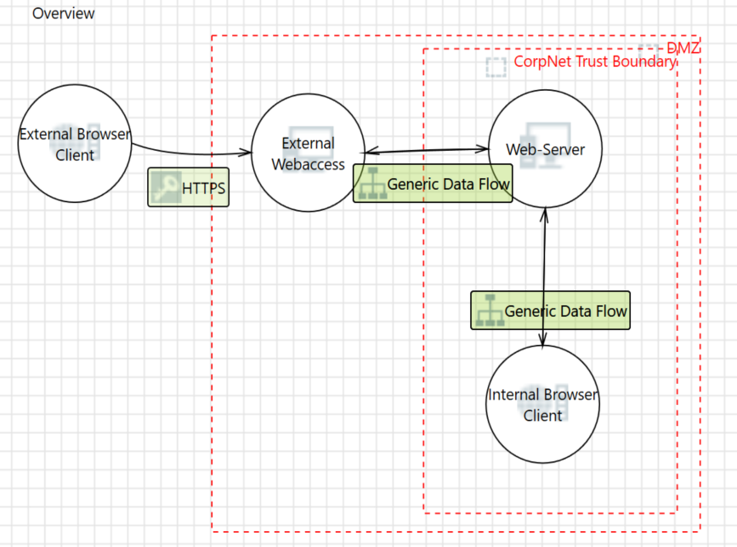 Overview
DMZ
CorpNet Trust Boundary
External Browser
Client
External
Webaccess
Web-Server
HTTPS
Generic Data Flow
Generic Data Flow
Internal Browser
Client